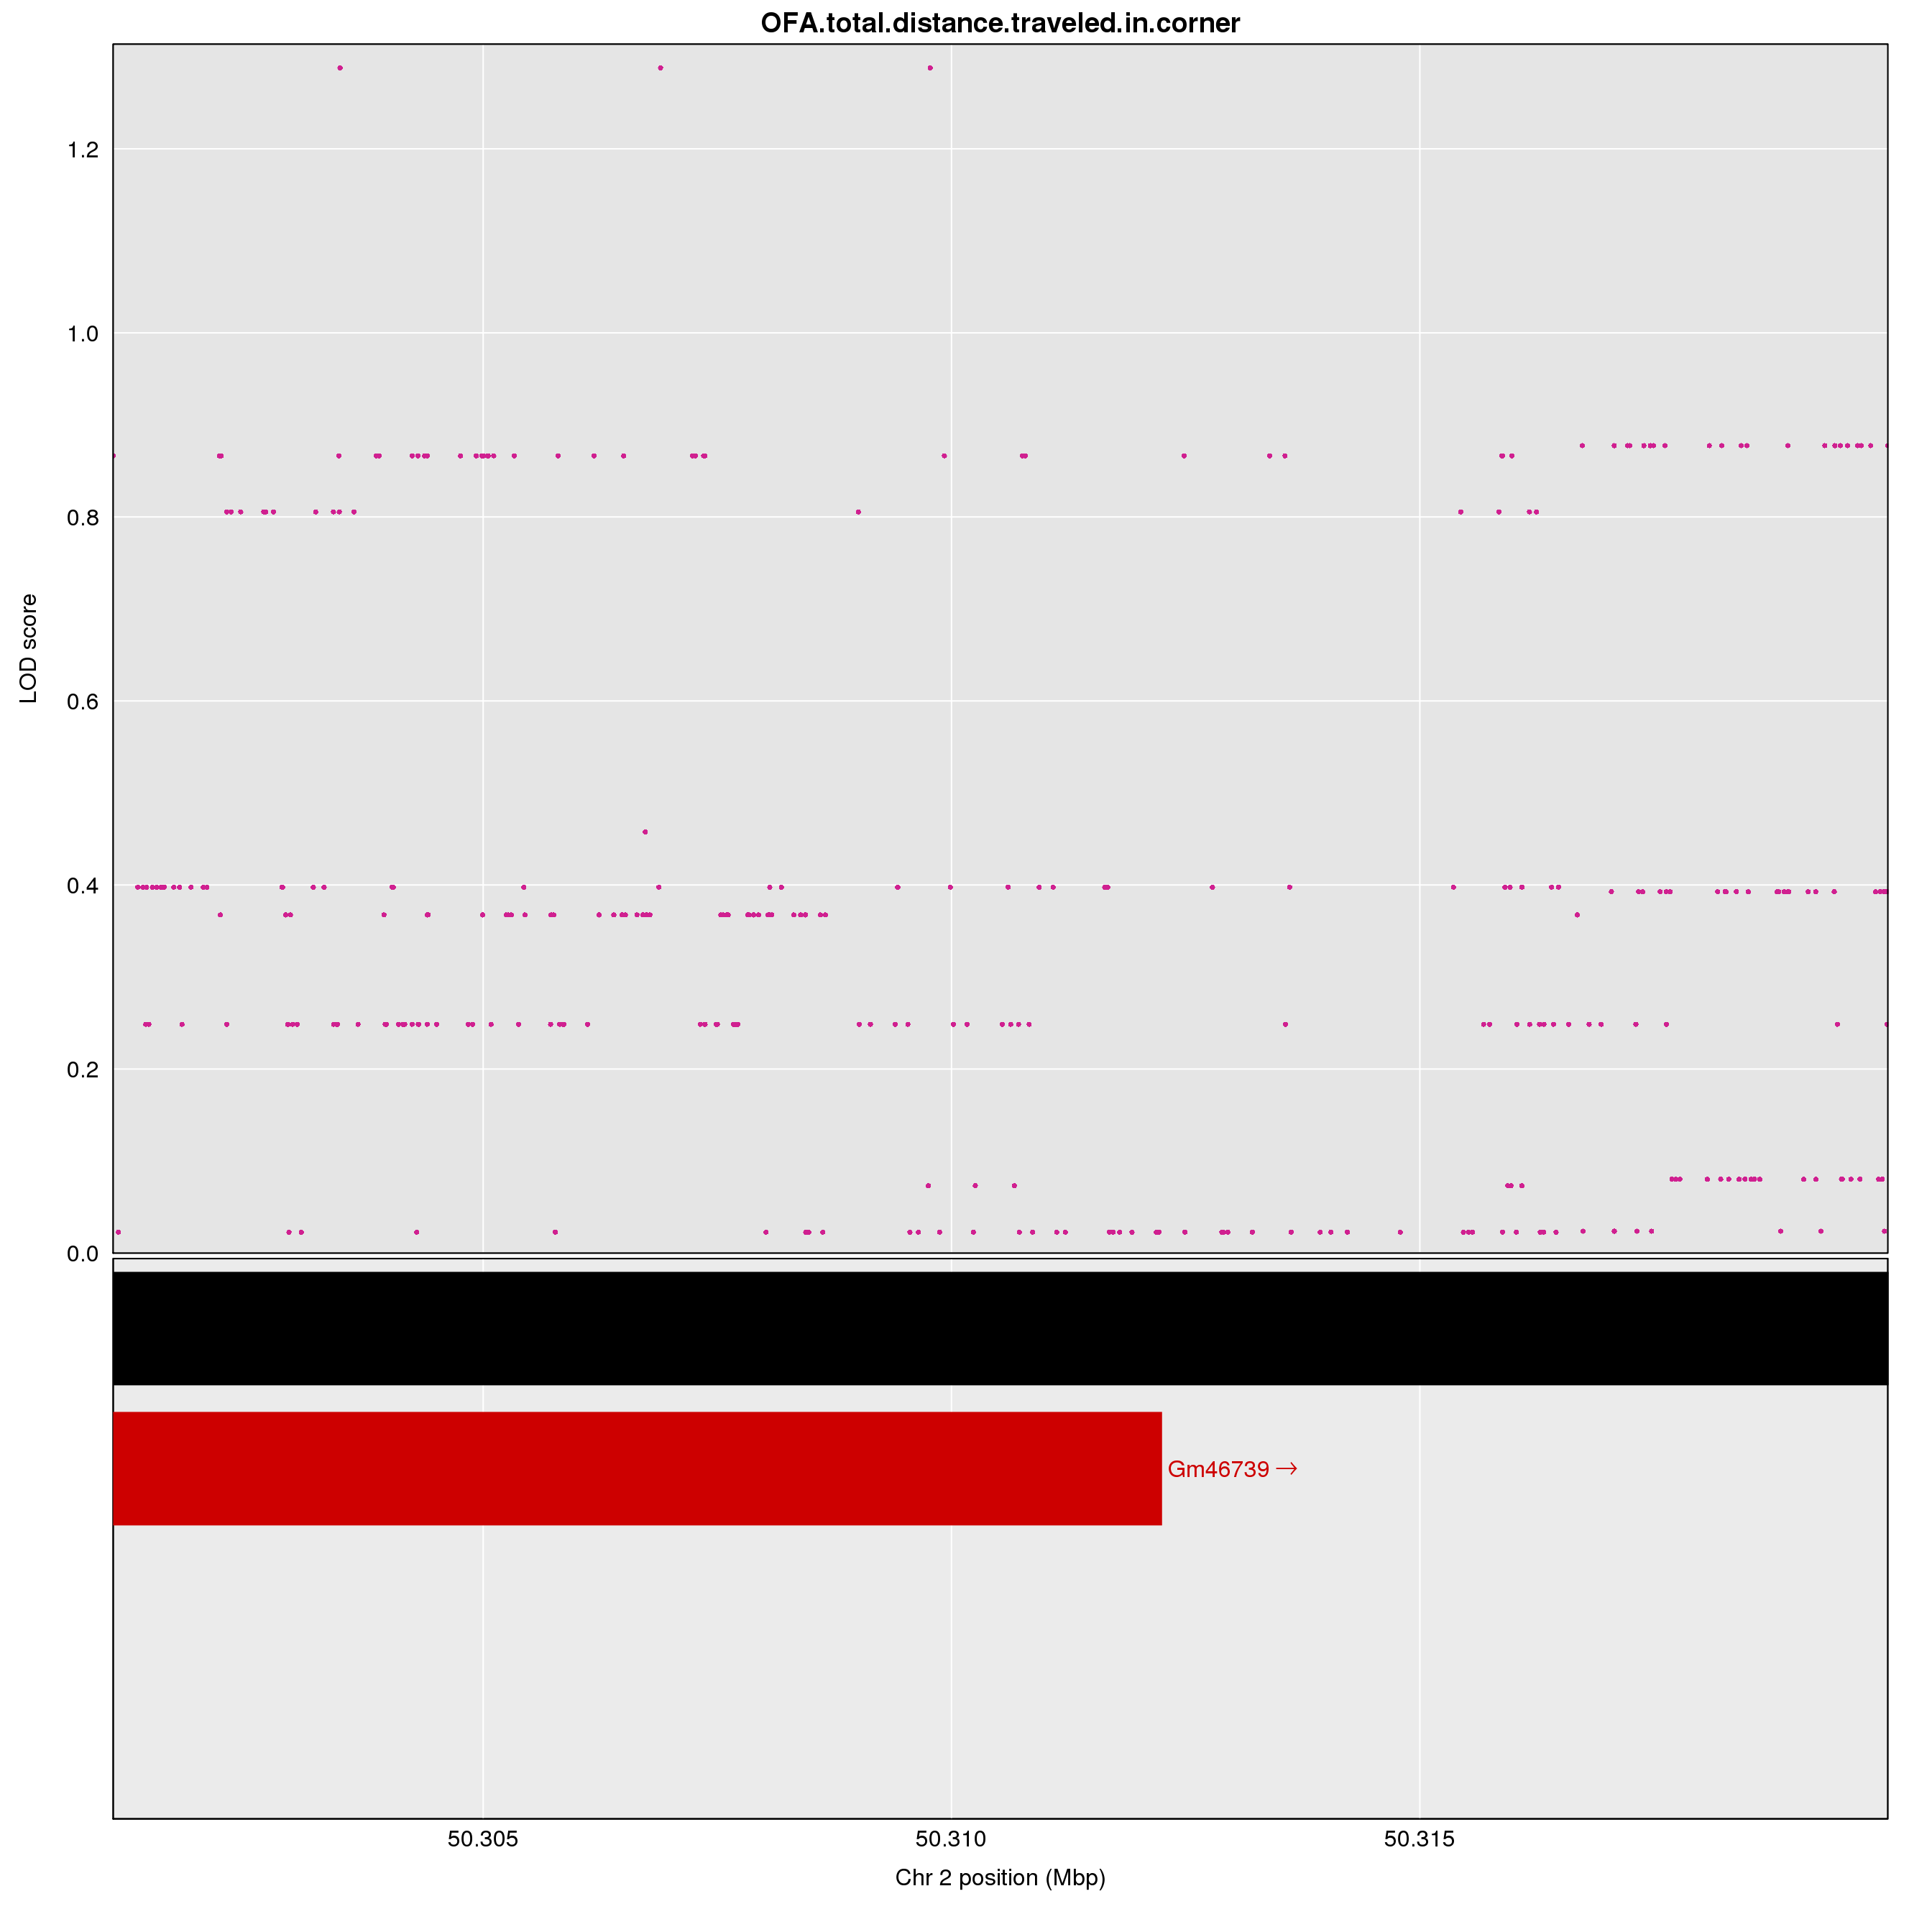 OFA.total.distance.traveled.in.corner
1.2
1.0
0.8
0.6
0.4
0.2
0.0
LOD score
Gm46739 →
50.305 50.310 50.315
Chr 2 position (Mbp)